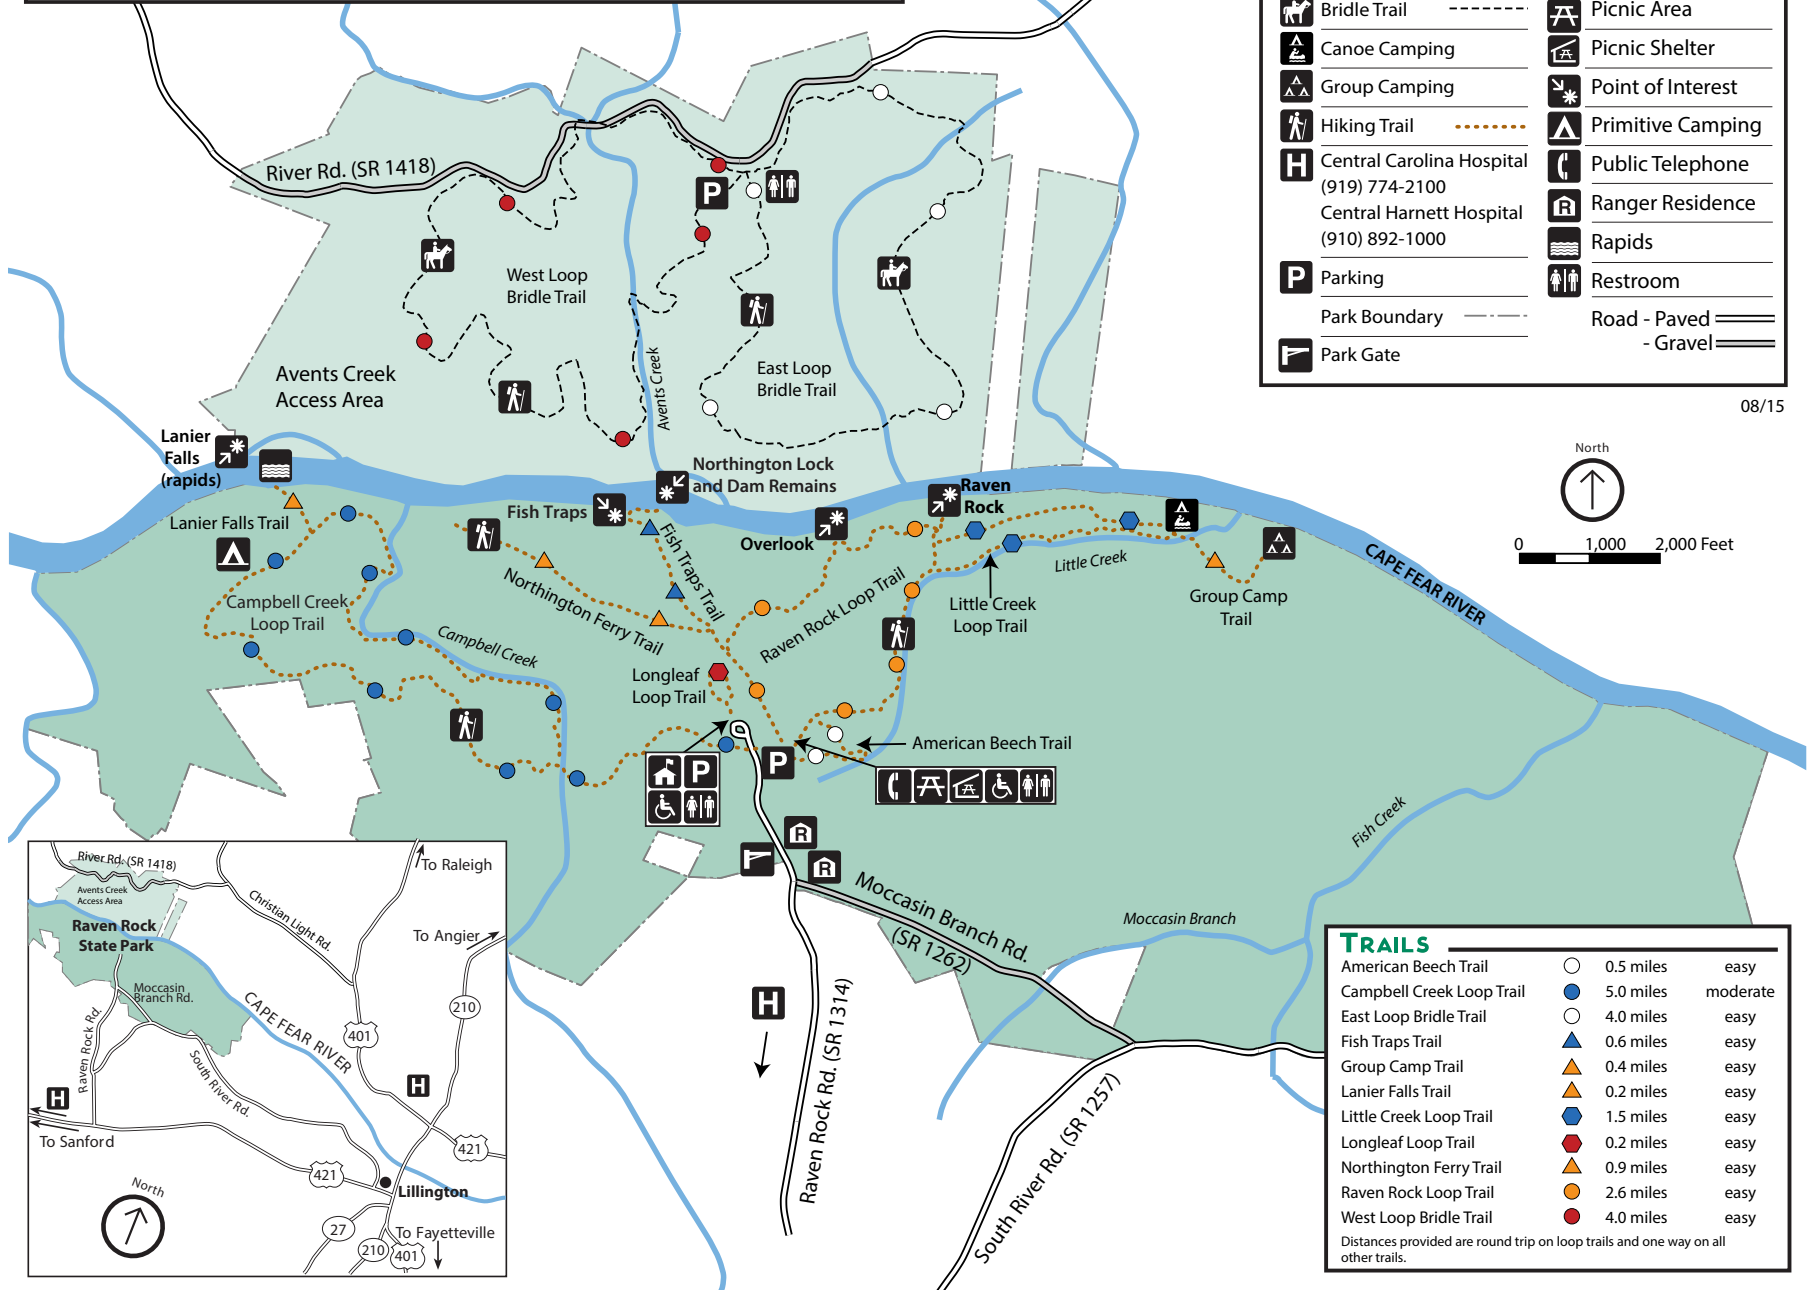 Bridle Trail
Canoe Camping
Group Camping
Hiking Trail
H
Central Carolina Hospital
(919) 774-2100
Central Harnett Hospital
(910) 892-1000
P
Parking
Park Boundary
Park Gate
Picnic Area
Picnic Shelter
Point of Interest
Primitive Camping
Public Telephone
R
Ranger Residence
Rapids
Restroom
Road - Paved
- Gravel
08/15
North
0 1,000 2,000 Feet
River Rd. (SR 1418)
P
West Loop
Bridle Trail
East Loop
Bridle Trail
Avents Creek
Avents Creek
Access Area
Lanier
Falls
(rapids)
Northington Lock
and Dam Remains
Raven
Rock
Fish Traps
Overlook
Lanier Falls Trail
Fish Traps Trail
Northington Ferry Trail
Campbell Creek
Loop Trail
Campbell Creek
Raven Rock Loop Trail
Little Creek
Little Creek
Loop Trail
Group Camp
Trail
CAPE FEAR RIVER
Longleaf
Loop Trail
American Beech Trail
P
P
R
R
Fish Creek
Moccasin Branch
Moccasin Branch Rd.
(SR 1262)
H
Raven Rock Rd. (SR 1314)
South River Rd. (SR 1257)
River Rd. (SR 1418)
Avents Creek
Access Area
Raven Rock
State Park
Christian Light Rd.
To Raleigh
To Angier
Moccasin
Branch Rd.
CAPE FEAR RIVER
210
401
Raven Rock Rd.
South River Rd.
H
H
To Sanford
421
421
Lillington
North
27
210
401
To Fayetteville
TRAILS
American Beech Trail 0.5 miles easy
Campbell Creek Loop Trail 5.0 miles moderate
East Loop Bridle Trail 4.0 miles easy
Fish Traps Trail 0.6 miles easy
Group Camp Trail 0.4 miles easy
Lanier Falls Trail 0.2 miles easy
Little Creek Loop Trail 1.5 miles easy
Longleaf Loop Trail 0.2 miles easy
Northington Ferry Trail 0.9 miles easy
Raven Rock Loop Trail 2.6 miles easy
West Loop Bridle Trail 4.0 miles easy
Distances provided are round trip on loop trails and one way on all
other trails.